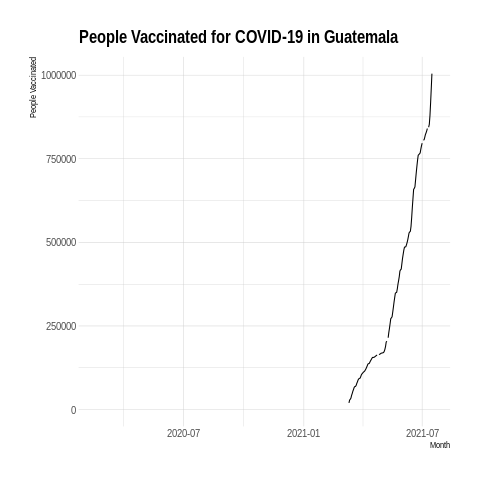 People Vaccinated for COVID-19 in Guatemala
People Vaccinated
1000000
750000
500000
250000
0
2020-07
2021-01
2021-07
Month